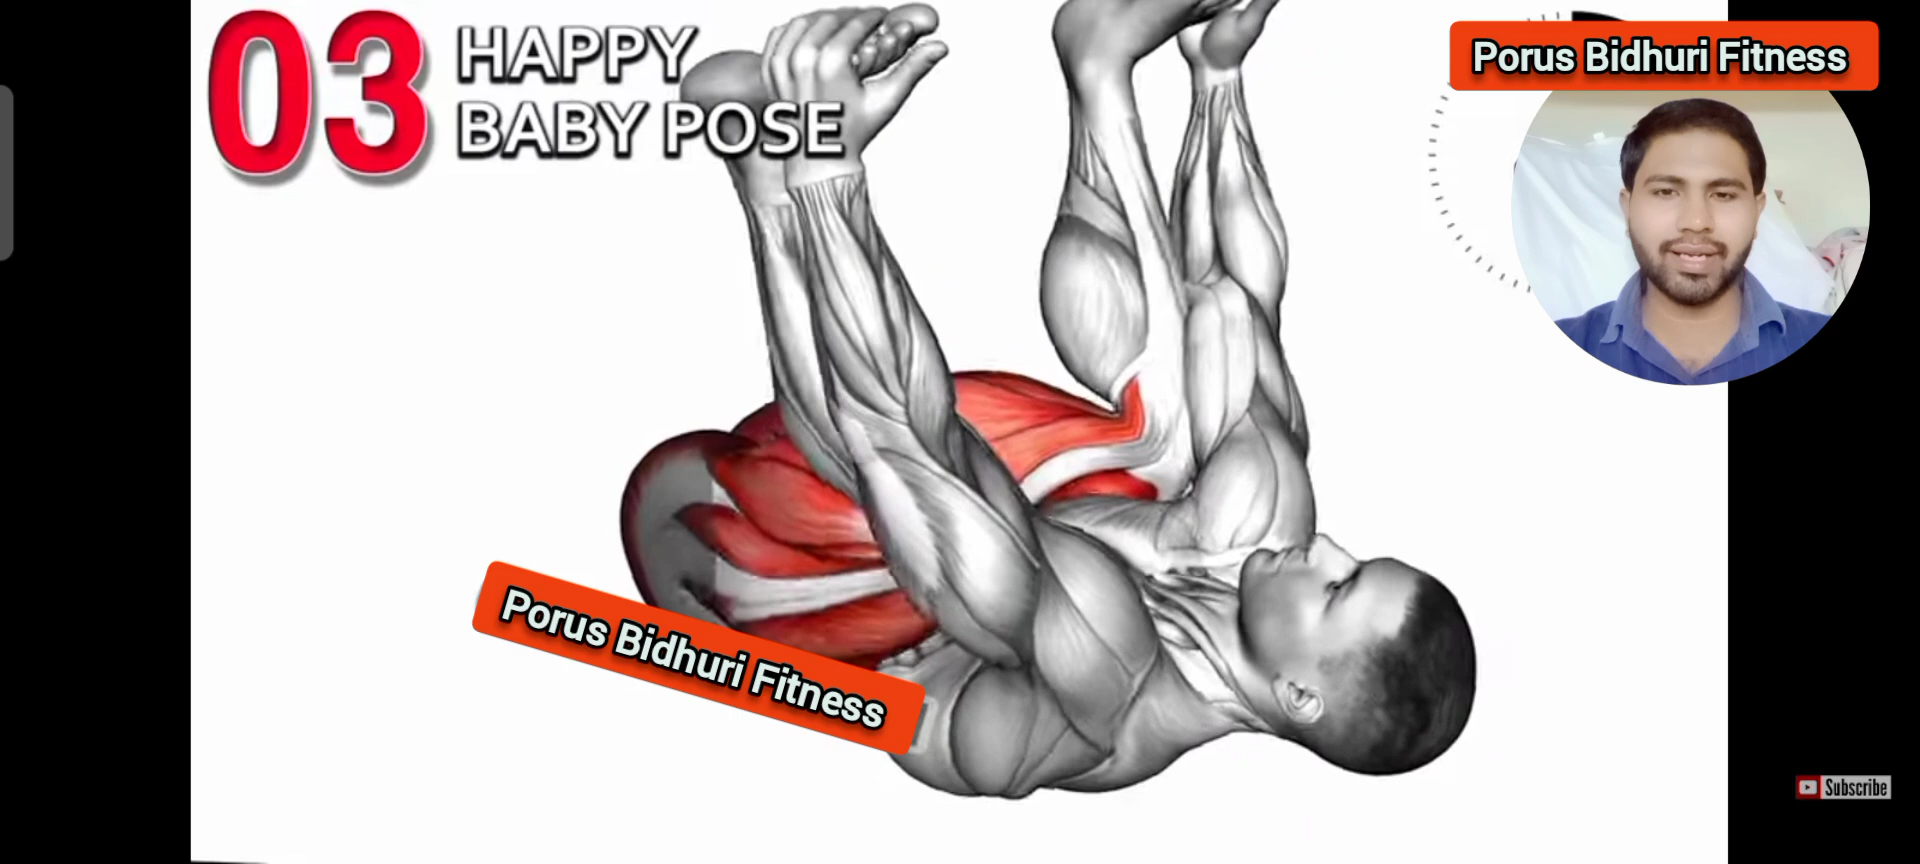 03
HAPPY
BABY POSE
Porus Bidhuri Fitness
Porus Bidhuri Fitness
Subscribe